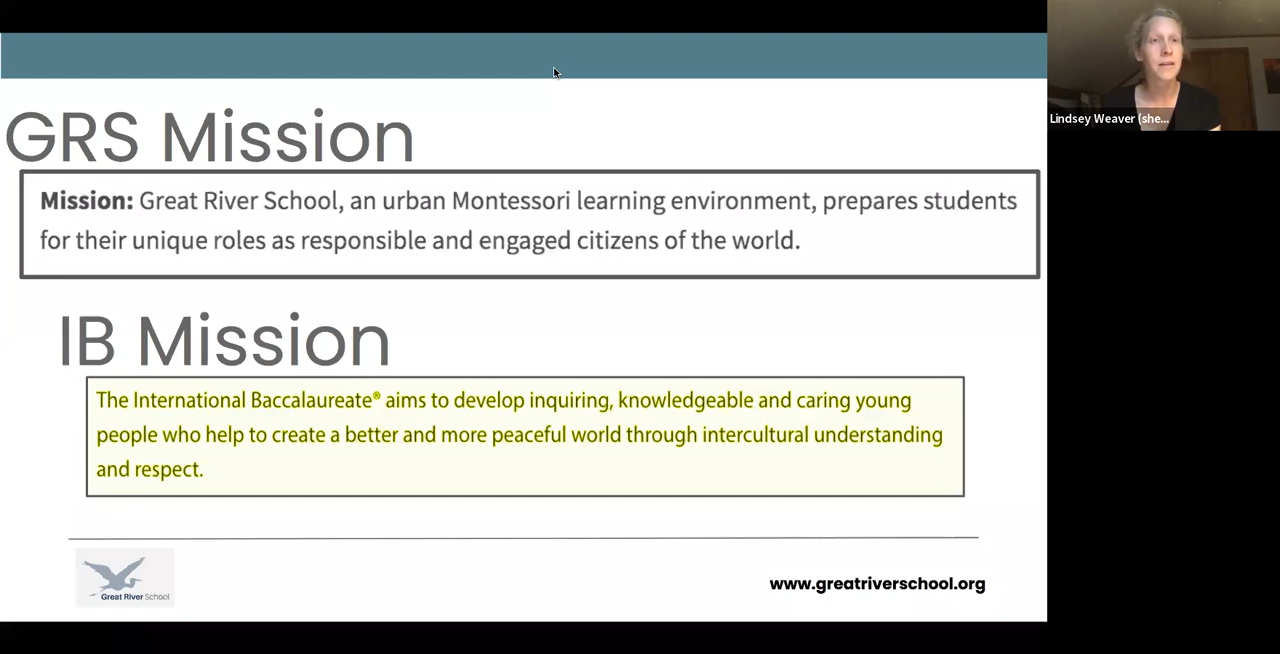 GRS Mission
Mission: Great River School, an urban Montessori learning environment, prepares students
for their unique roles as responsible and engaged citizens of the world.
IB Mission
The International Baccalaureate® aims to develop inquiring, knowledgeable and caring young
people who help to create a better and more peaceful world through intercultural understanding
and respect.
Great River School
www.greatriverschool.org
Lindsey Weaver (she...